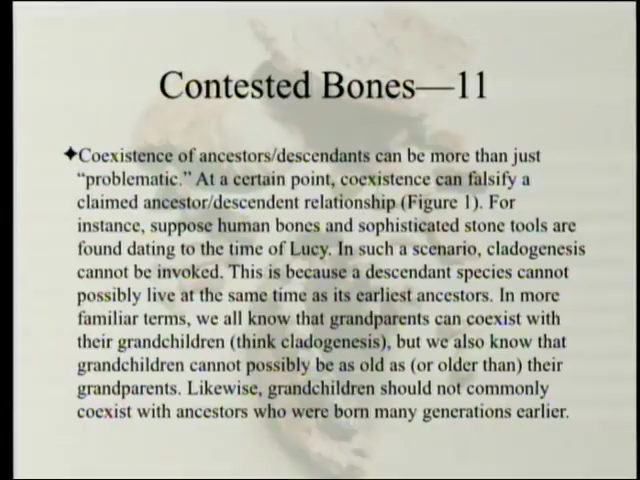 Contested Bones—11
✦Coexistence of ancestors/descendants can be more than just
“problematic.” At a certain point, coexistence can falsify a
claimed ancestor/descendent relationship (Figure 1). For
instance, suppose human bones and sophisticated stone tools are
found dating to the time of Lucy. In such a scenario, cladogenesis
cannot be invoked. This is because a descendant species cannot
possibly live at the same time as its earliest ancestors. In more
familiar terms, we all know that grandparents can coexist with
their grandchildren (think cladogenesis), but we also know that
grandchildren cannot possibly be as old as (or older than) their
grandparents. Likewise, grandchildren should not commonly
coexist with ancestors who were born many generations earlier.